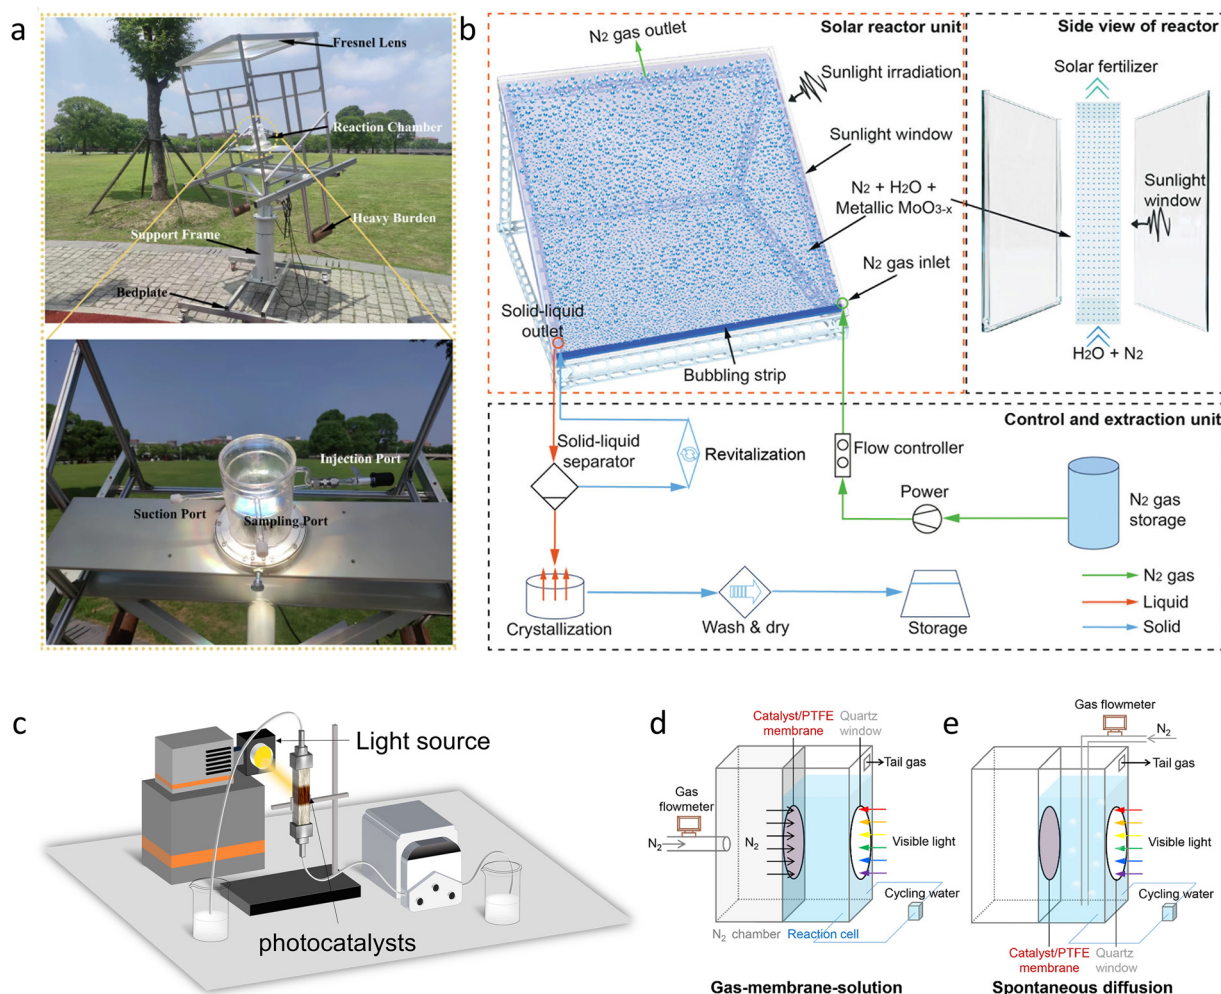 a
Fresnel Lens
Reaction Chamber
Heavy Burden
Support Frame
Bedplate
Injection Port
Suction Port
Sampling Port
b
N2 gas outlet
Solar reactor unit
Sunlight irradiation
Sunlight window
N2 + H2O +
Metallic MoO3-x
N2 gas inlet
Solid-liquid
outlet
Bubbling strip
Side view of reactor
Solar fertilizer
Sunlight
window
H2O + N2
Control and extraction unit
Solid-liquid
separator
Revitalization
Flow controller
Power
N2 gas
storage
Crystallization
Wash & dry
Storage
N2 gas
Liquid
Solid
c
Light source
photocatalysts
d
Catalyst/PTFE
membrane
Quartz
window
Tail gas
Gas
flowmeter
N2
N2
Visible light
Cycling water
N2 chamber
Reaction cell
Gas-membrane-solution
e
Gas flowmeter
N2
Tail gas
Visible light
Cycling water
Catalyst/PTFE
membrane
Quartz
window
Spontaneous diffusion